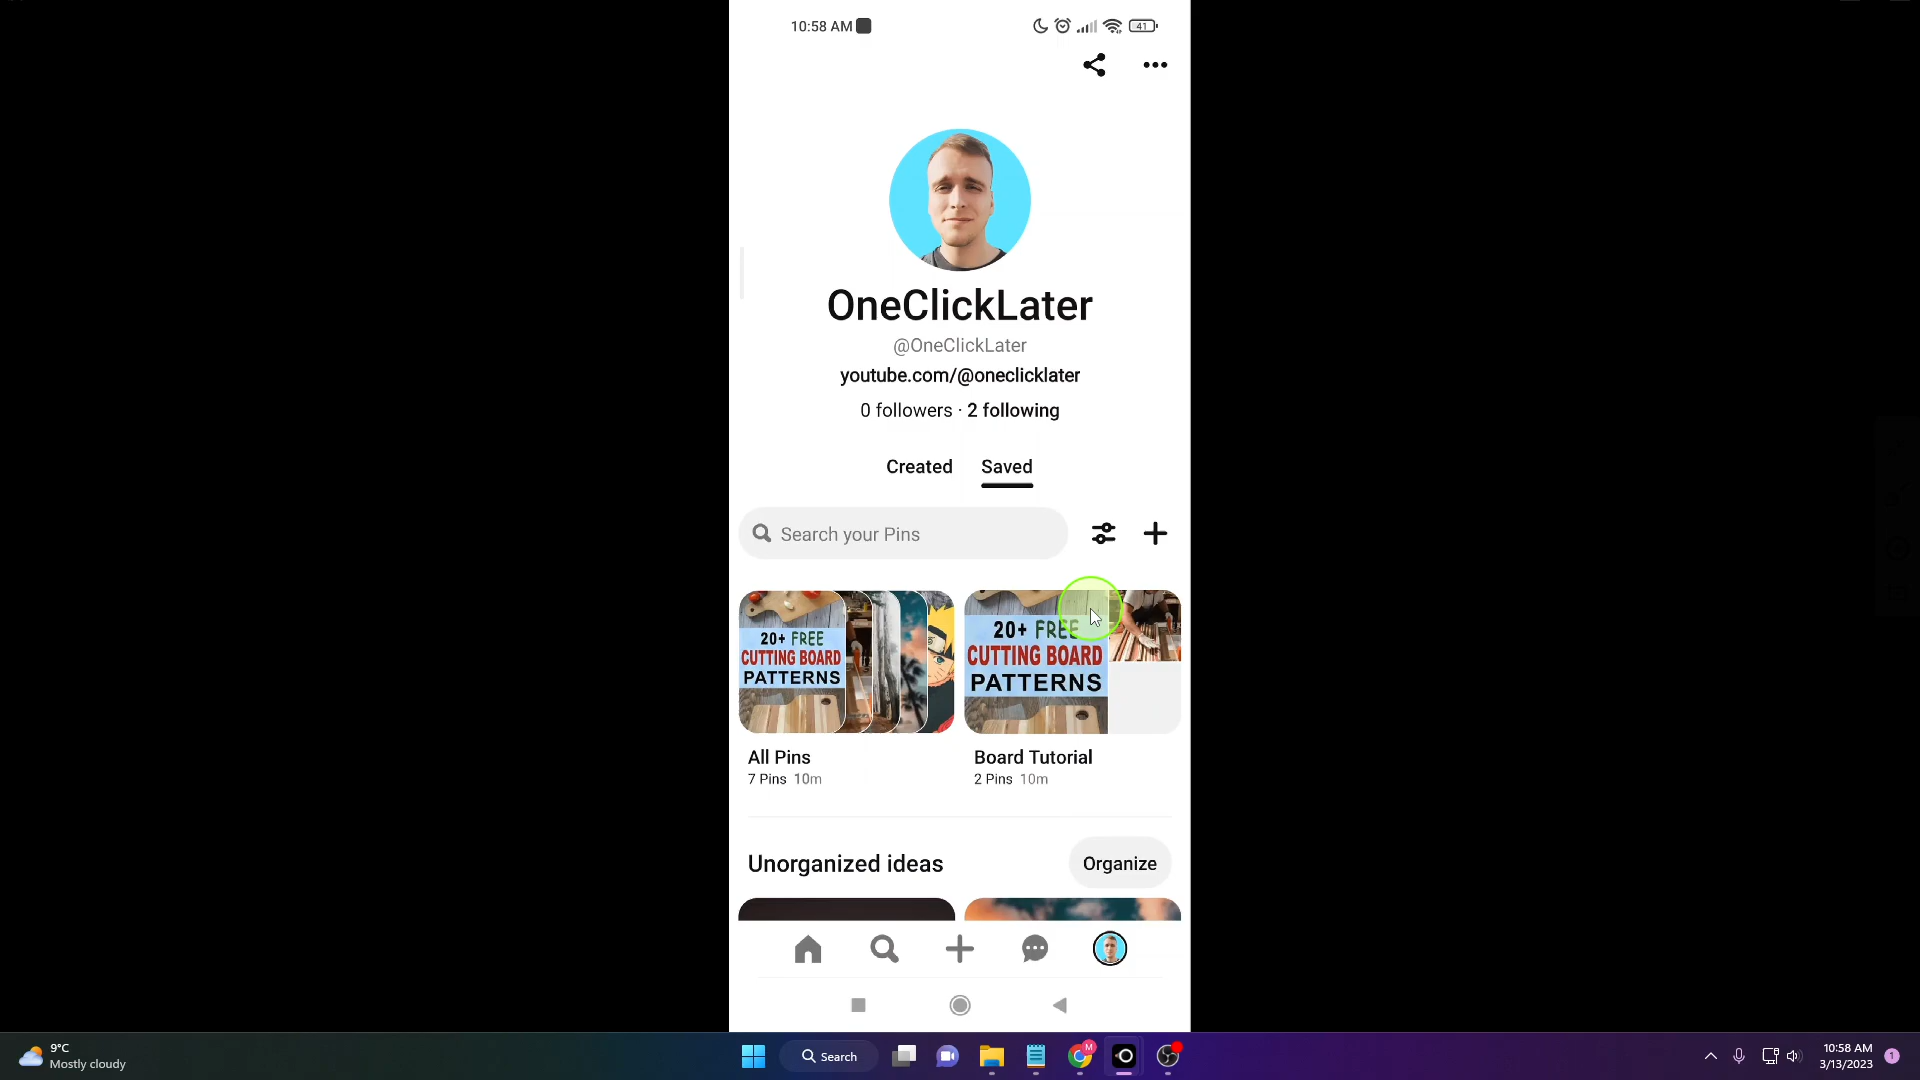 10:58 AM
41
OneClickLater
@OneClickLater
youtube.com/@oneclicklater
0 followers · 2 following
Created Saved
Search your Pins
20+ FREE
CUTTING BOARD
PATTERNS
20+ FREE
CUTTING BOARD
PATTERNS
All Pins
7 Pins 10m
Board Tutorial
2 Pins 10m
Unorganized ideas
Organize
9°C
Mostly cloudy
Search
M
10:58 AM
3/13/2023
1